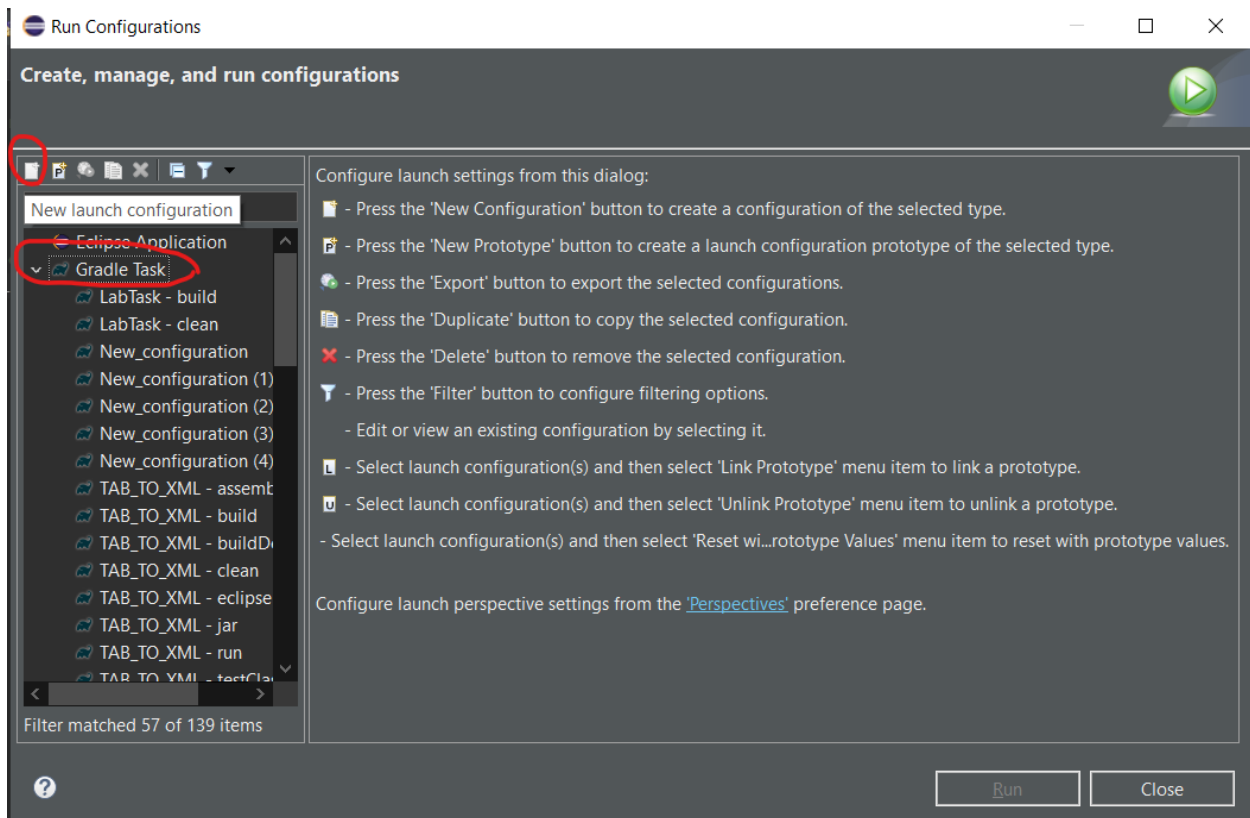 Run Configurations
Create, manage, and run configurations
New launch configuration
Eclipse Application
Gradle Task
LabTask - build
LabTask - clean
New_configuration
New_configuration (1)
New_configuration (2)
New_configuration (3)
New_configuration (4)
TAB_TO_XML - assemb
TAB_TO_XML - build
TAB_TO_XML - buildD
TAB_TO_XML - clean
TAB_TO_XML - eclipse
TAB_TO_XML - jar
TAB_TO_XML - run
TAB_TO_XML - testCla
Filter matched 57 of 139 items
Configure launch settings from this dialog:
- Press the 'New Configuration' button to create a configuration of the selected type.
- Press the 'New Prototype' button to create a launch configuration prototype of the selected type.
- Press the 'Export' button to export the selected configurations.
- Press the 'Duplicate' button to copy the selected configuration.
- Press the 'Delete' button to remove the selected configuration.
- Press the 'Filter' button to configure filtering options.
- Edit or view an existing configuration by selecting it.
- Select launch configuration(s) and then select 'Link Prototype' menu item to link a prototype.
- Select launch configuration(s) and then select 'Unlink Prototype' menu item to unlink a prototype.
- Select launch configuration(s) and then select 'Reset wi...rototype Values' menu item to reset with prototype values.
Configure launch perspective settings from the 'Perspectives' preference page.
Run
Close